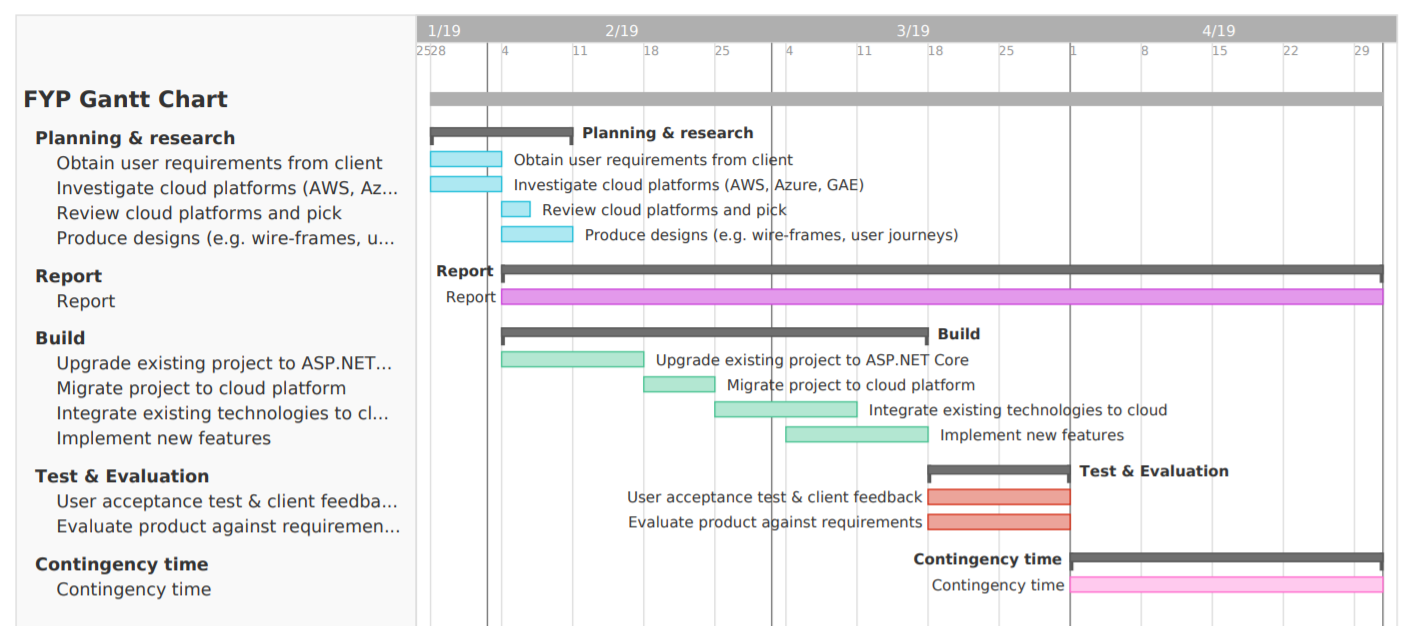 1/19 2/19 3/19 4/19
25 28 4 11 18 25 4 11 18 25 1 8 15 22 29
FYP Gantt Chart
Planning & research Planning & research
Obtain user requirements from client Obtain user requirements from client
Investigate cloud platforms (AWS, Az... Investigate cloud platforms (AWS, Azure, GAE)
Review cloud platforms and pick Review cloud platforms and pick
Produce designs (e.g. wire-frames, u... Produce designs (e.g. wire-frames, user journeys)
Report Report
Report Report
Build Build
Upgrade existing project to ASP.NET... Upgrade existing project to ASP.NET Core
Migrate project to cloud platform Migrate project to cloud platform
Integrate existing technologies to cl... Integrate existing technologies to cloud
Implement new features Implement new features
Test & Evaluation Test & Evaluation
User acceptance test & client feedba... User acceptance test & client feedback
Evaluate product against requiremen... Evaluate product against requirements
Contingency time Contingency time
Contingency time Contingency time